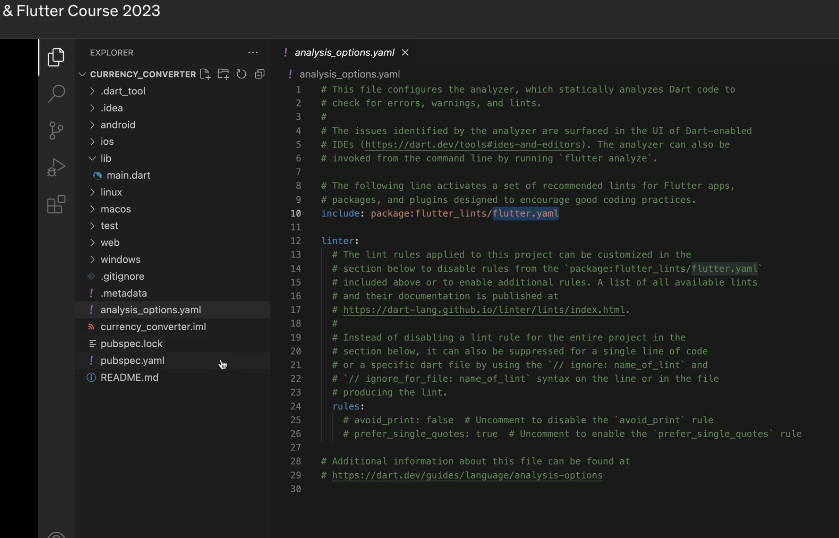 & Flutter Course 2023
EXPLORER
CURRENCY_CONVERTER
.dart_tool
.idea
android
ios
lib
main.dart
linux
macos
test
web
windows
.gitignore
.metadata
analysis_options.yaml
currency_converter.iml
pubspec.lock
pubspec.yaml
README.md
! analysis_options.yaml ×
! analysis_options.yaml
1 # This file configures the analyzer, which statically analyzes Dart code to
2 # check for errors, warnings, and lints.
3 #
4 # The issues identified by the analyzer are surfaced in the UI of Dart-enabled
5 # IDEs (https://dart.dev/tools#ides-and-editors). The analyzer can also be
6 # invoked from the command line by running `flutter analyze`.
7
8 # The following line activates a set of recommended lints for Flutter apps,
9 # packages, and plugins designed to encourage good coding practices.
10 include: package:flutter_lints/flutter.yaml
11
12 linter:
13 # The lint rules applied to this project can be customized in the
14 # section below to disable rules from the `package:flutter_lints/flutter.yaml`
15 # included above or to enable additional rules. A list of all available lints
16 # and their documentation is published at
17 # https://dart-lang.github.io/linter/lints/index.html.
18 #
19 # Instead of disabling a lint rule for the entire project in the
20 # section below, it can also be suppressed for a single line of code
21 # or a specific dart file by using the `// ignore: name_of_lint` and
22 # `// ignore_for_file: name_of_lint` syntax on the line or in the file
23 # producing the lint.
24 rules:
25 # avoid_print: false # Uncomment to disable the `avoid_print` rule
26 # prefer_single_quotes: true # Uncomment to enable the `prefer_single_quotes` rule
27
28 # Additional information about this file can be found at
29 # https://dart.dev/guides/language/analysis-options
30